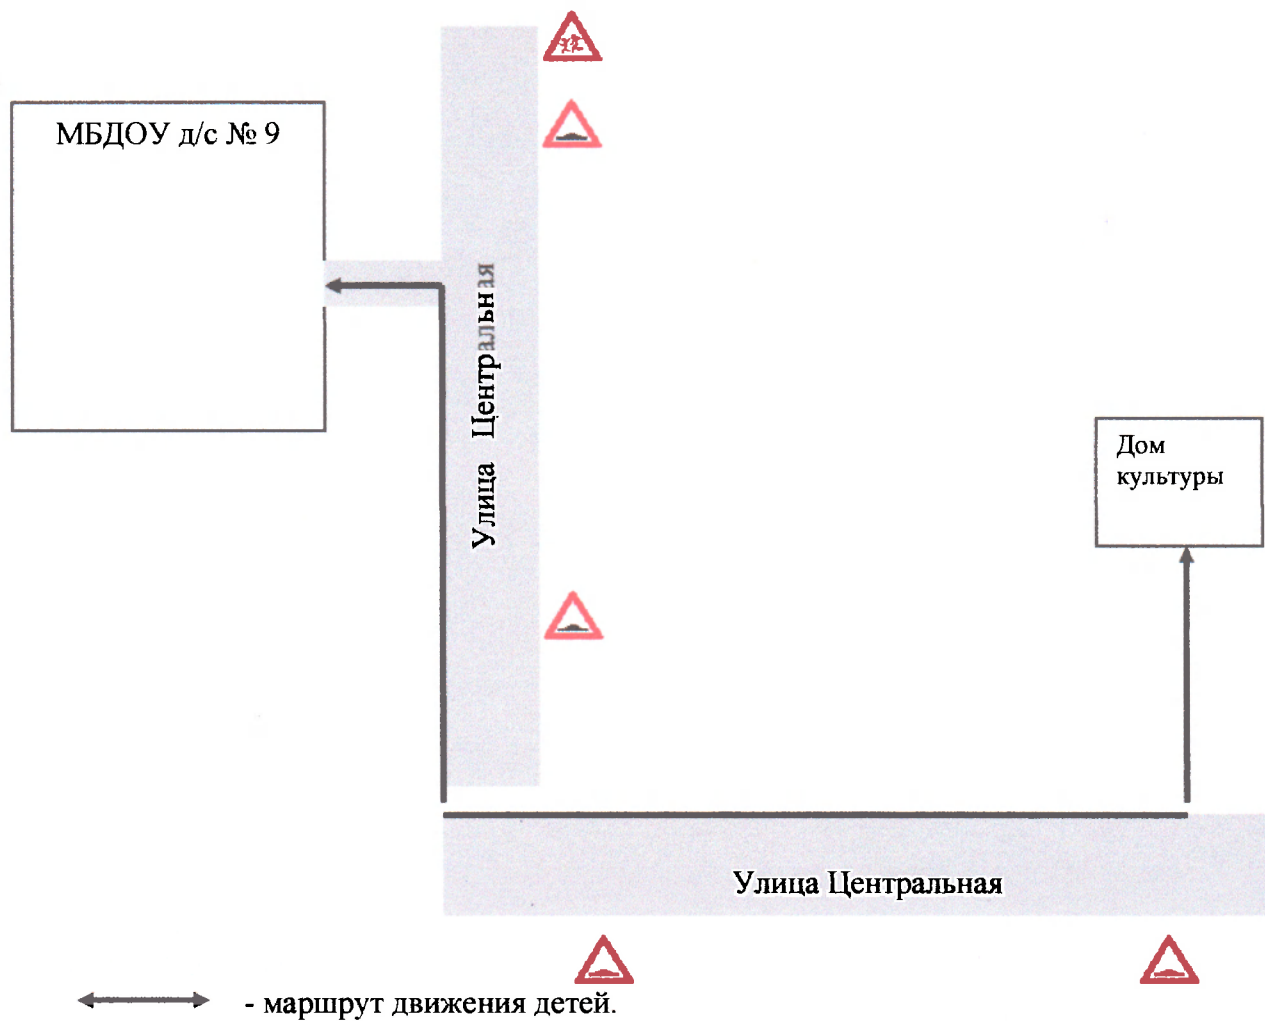 МБДОУ д/с № 9
Улица Центральная
Дом
культуры
Улица Центральная
- маршрут движения детей.